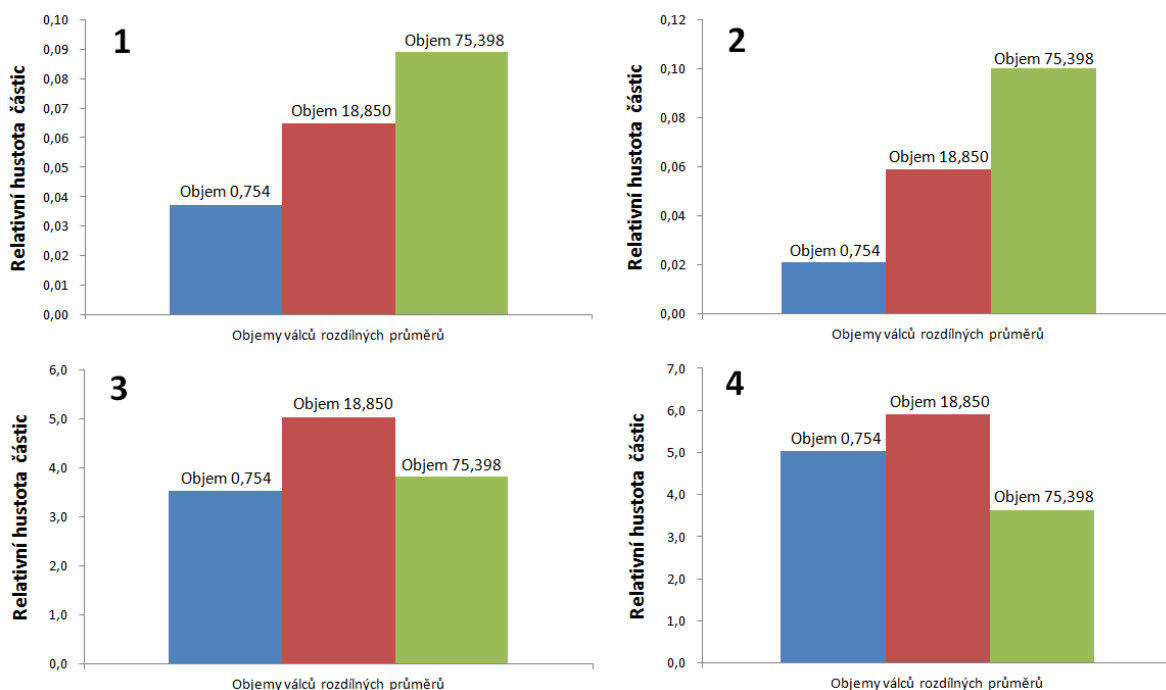 1
Relativní hustota částic
0,10
0,09
0,08
0,07
0,06
0,05
0,04
0,03
0,02
0,01
0,00
Objem 0,754
Objem 18,850
Objem 75,398
Objemy válců rozdílných průměrů
2
Relativní hustota částic
0,12
0,10
0,08
0,06
0,04
0,02
0,00
Objem 0,754
Objem 18,850
Objem 75,398
Objemy válců rozdílných průměrů
3
Relativní hustota částic
6,0
5,0
4,0
3,0
2,0
1,0
0,0
Objem 0,754
Objem 18,850
Objem 75,398
Objemy válců rozdílných průměrů
4
Relativní hustota částic
7,0
6,0
5,0
4,0
3,0
2,0
1,0
0,0
Objem 0,754
Objem 18,850
Objem 75,398
Objemy válců rozdílných průměrů